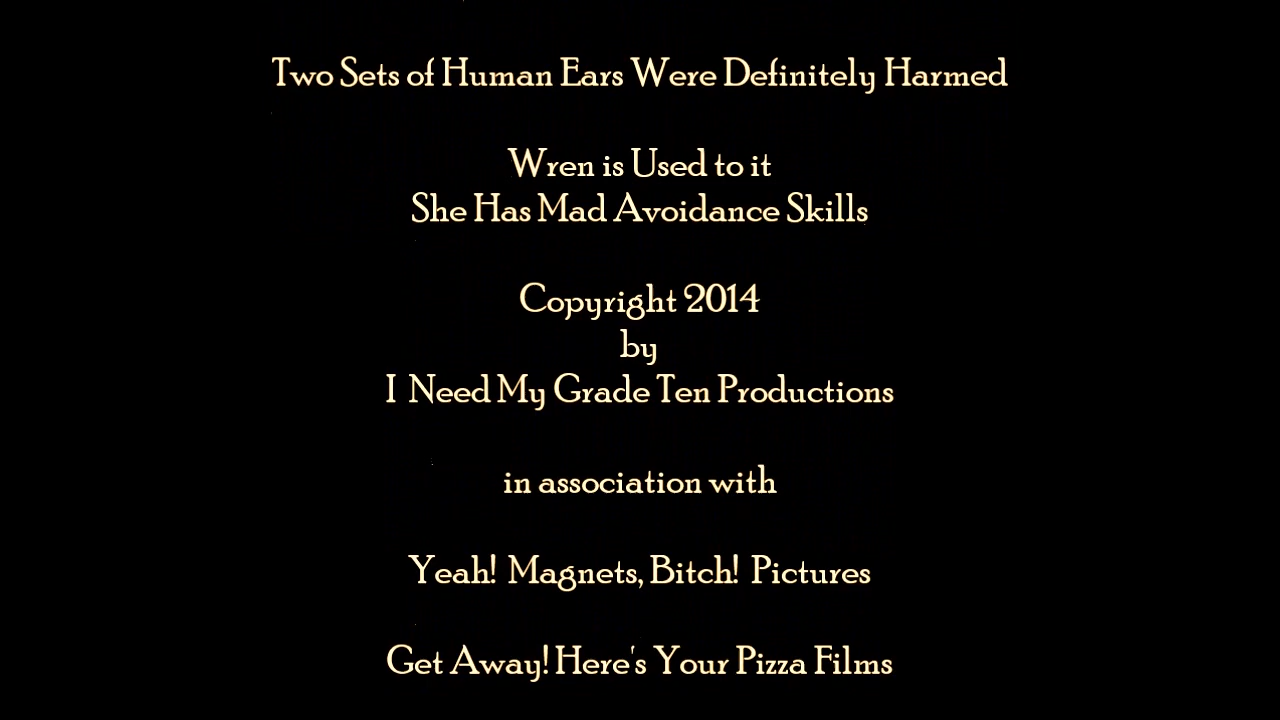 Two Sets of Human Ears Were Definitely Harmed
Wren is Used to it
She Has Mad Avoidance Skills
Copyright 2014
by
I Need My Grade Ten Productions
in association with
Yeah! Magnets, Bitch! Pictures
Get Away! Here's Your Pizza Films